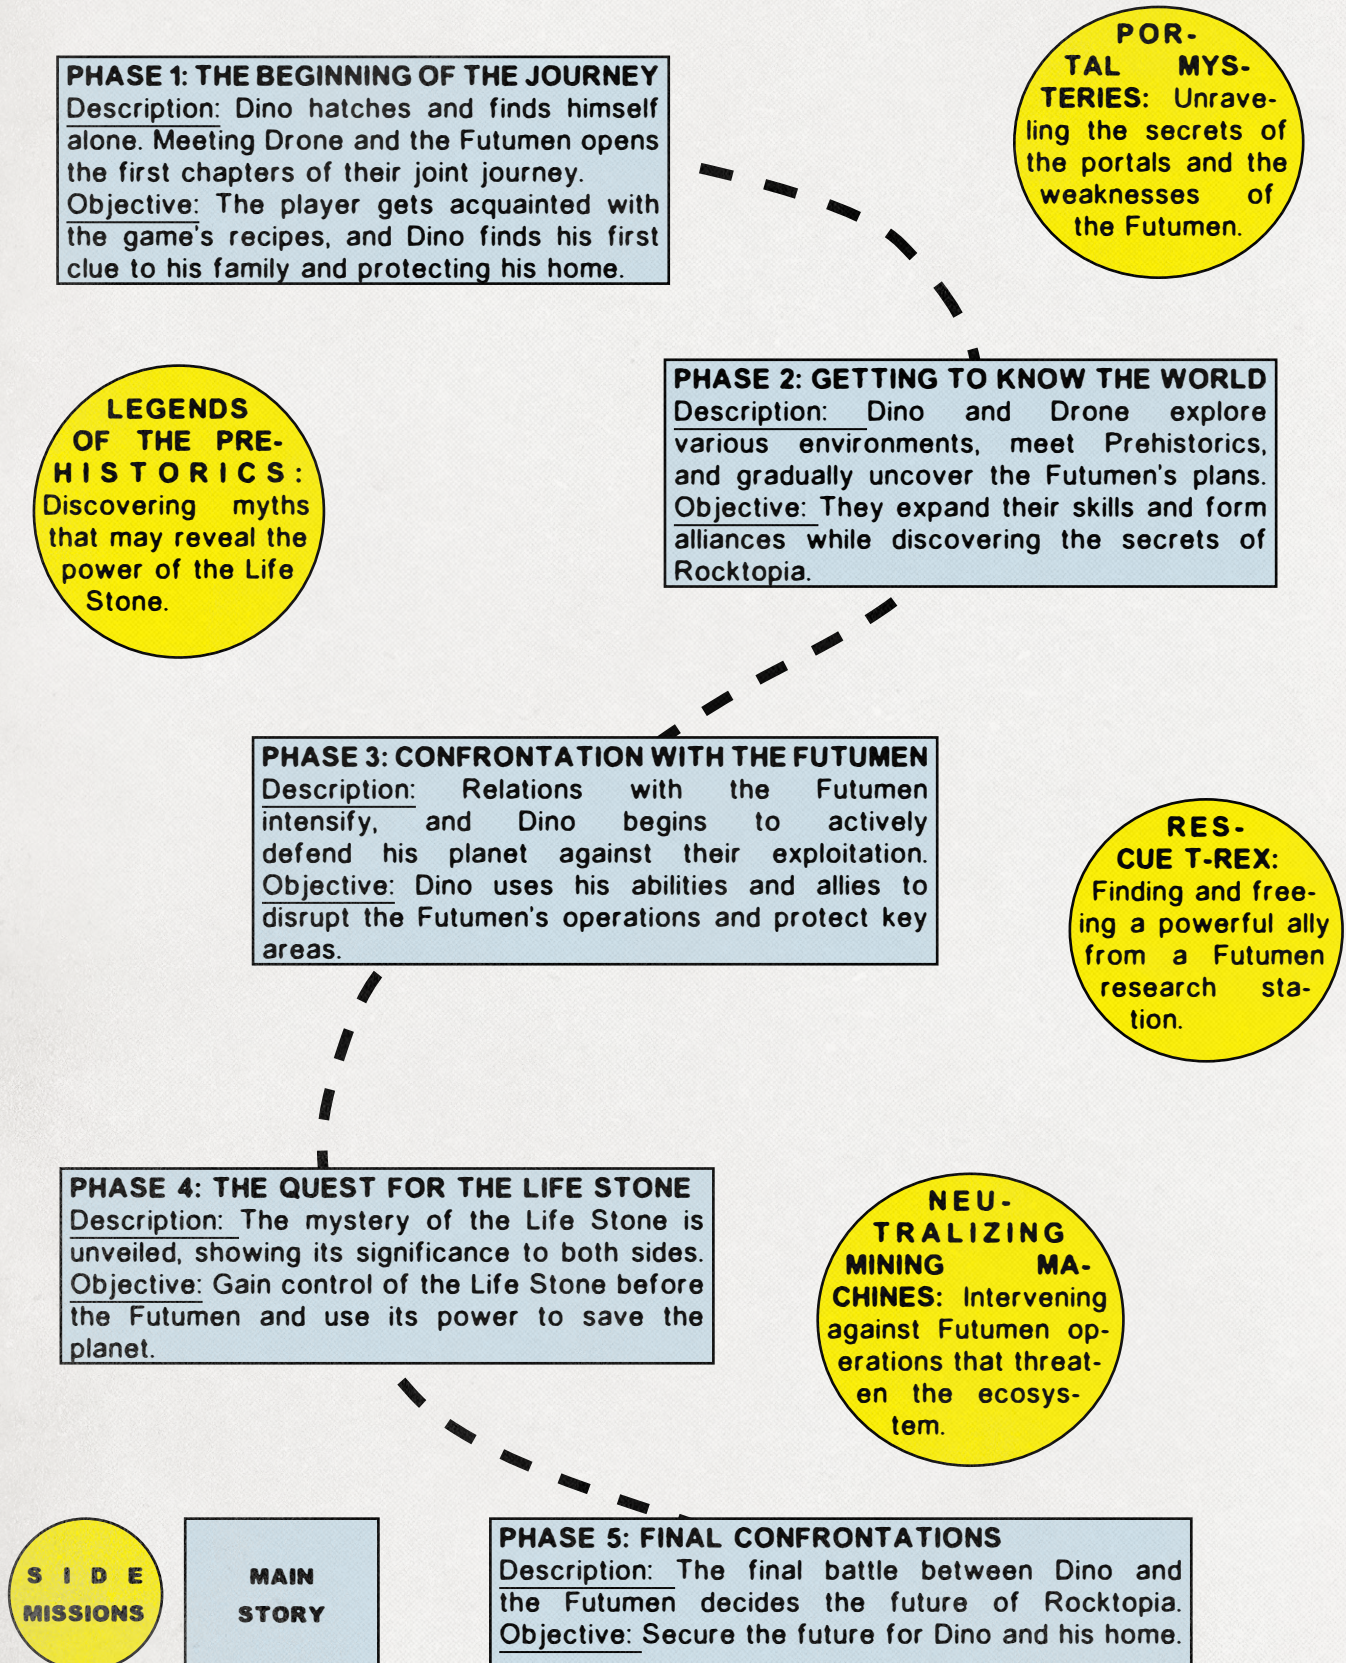 PHASE 1: THE BEGINNING OF THE JOURNEY
Description: Dino hatches and finds himself
alone. Meeting Drone and the Futumen opens
the first chapters of their joint journey.
Objective: The player gets acquainted with
the game's recipes, and Dino finds his first
clue to his family and protecting his home.
POR-
TAL MYS-
TERIES: Unrave-
ling the secrets of
the portals and the
weaknesses of
the Futumen.
PHASE 2: GETTING TO KNOW THE WORLD
Description: Dino and Drone explore
various environments, meet Prehistorics,
and gradually uncover the Futumen's plans.
Objective: They expand their skills and form
alliances while discovering the secrets of
Rocktopia.
LEGENDS
OF THE PRE-
HISTORICS:
Discovering myths
that may reveal the
power of the Life
Stone.
PHASE 3: CONFRONTATION WITH THE FUTUMEN
Description: Relations with the Futumen
intensify, and Dino begins to actively
defend his planet against their exploitation.
Objective: Dino uses his abilities and allies to
disrupt the Futumen's operations and protect key
areas.
RES-
CUE T-REX:
Finding and free-
ing a powerful ally
from a Futumen
research sta-
tion.
PHASE 4: THE QUEST FOR THE LIFE STONE
Description: The mystery of the Life Stone is
unveiled, showing its significance to both sides.
Objective: Gain control of the Life Stone before
the Futumen and use its power to save the
planet.
NEU-
TRALIZING
MINING MA-
CHINES: Intervening
against Futumen op-
erations that threat-
en the ecosys-
tem.
SIDE
MISSIONS
MAIN
STORY
PHASE 5: FINAL CONFRONTATIONS
Description: The final battle between Dino and
the Futumen decides the future of Rocktopia.
Objective: Secure the future for Dino and his home.